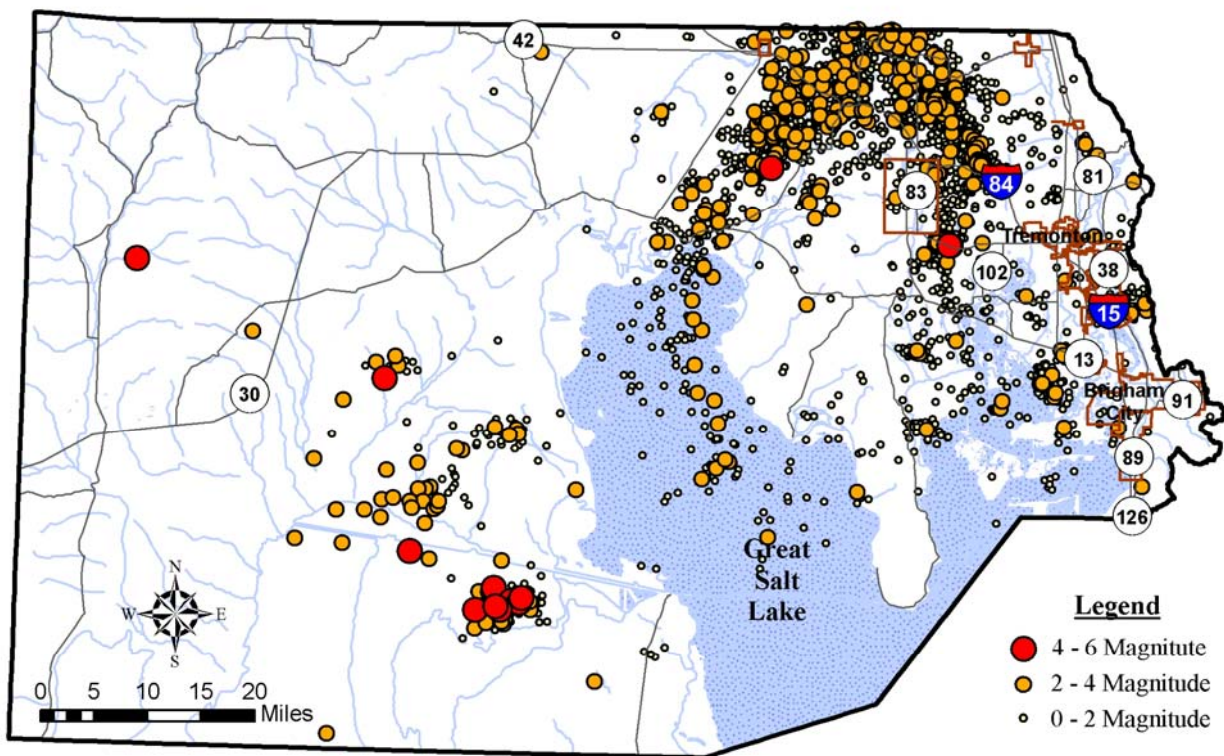 42
83
84
81
Tremonton
102
38
15
13
30
Brigham
City
91
89
126
Great
Salt
Lake
N
W
E
S
0 5 10 15 20
Miles
Legend
4 - 6 Magnitute
2 - 4 Magnitude
0 - 2 Magnitude